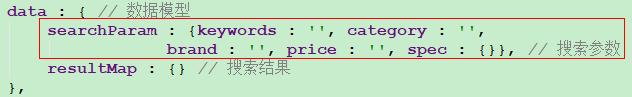 data : { // 数据模型
searchParam : {keywords : '', category : '',
brand : '', price : '', spec : {}}, // 搜索参数
resultMap : {} // 搜索结果
},